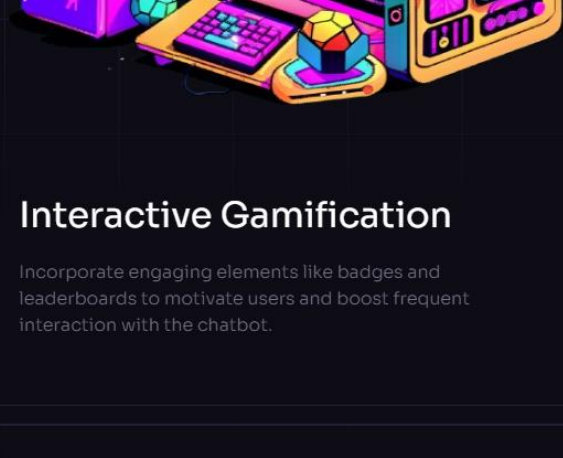 Interactive Gamification
Incorporate engaging elements like badges and
leaderboards to motivate users and boost frequent
interaction with the chatbot.